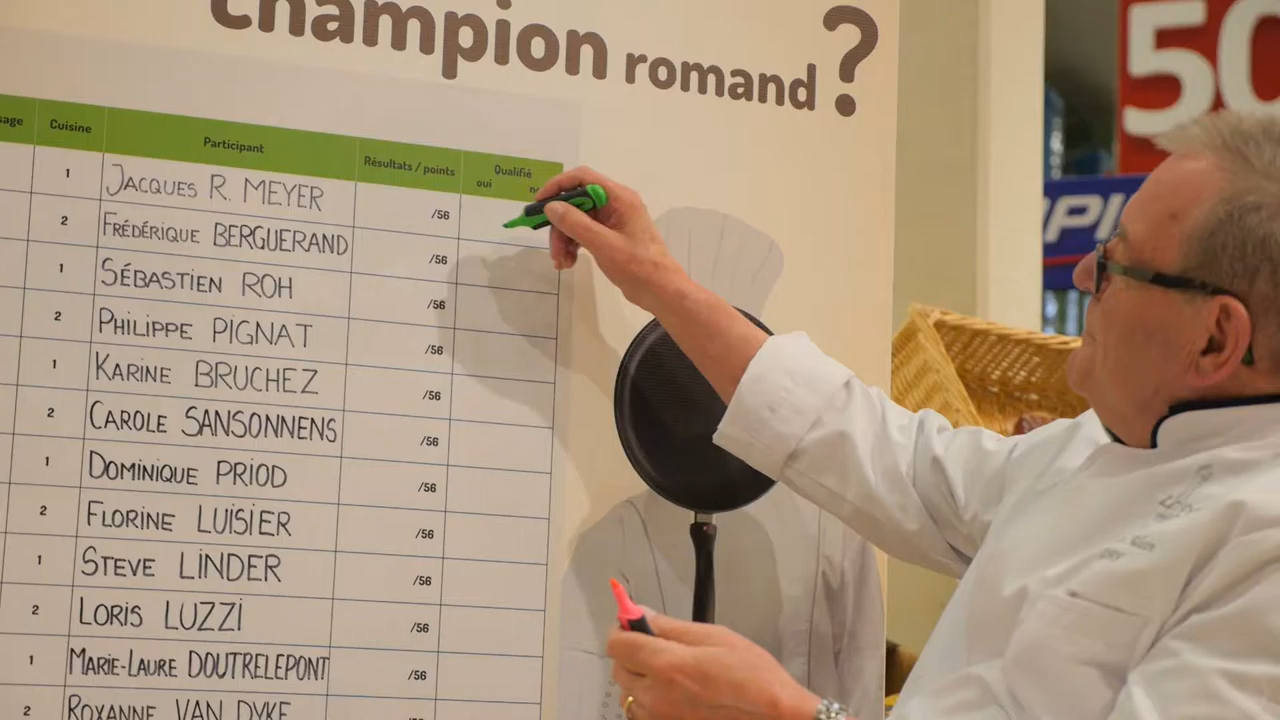 champion romand ?
50
sage Cuisine Participant Résultats / points Qualifié
oui
1 JACQUES R. MEYER /56
2 FRÉDÉRIQUE BERGUERAND /56
1 SÉBASTIEN ROH /56
2 PHILIPPE PIGNAT /56
1 KARINE BRUCHEZ /56
2 CAROLE SANSONNENS /56
1 DOMINIQUE PRIOD /56
2 FLORINE LUISIER /56
1 STEVE LINDER /56
2 LORIS LUZZI /56
1 MARIE-LAURE DOUTRELEPONT /56
2 ROXANNE VAN DYKE